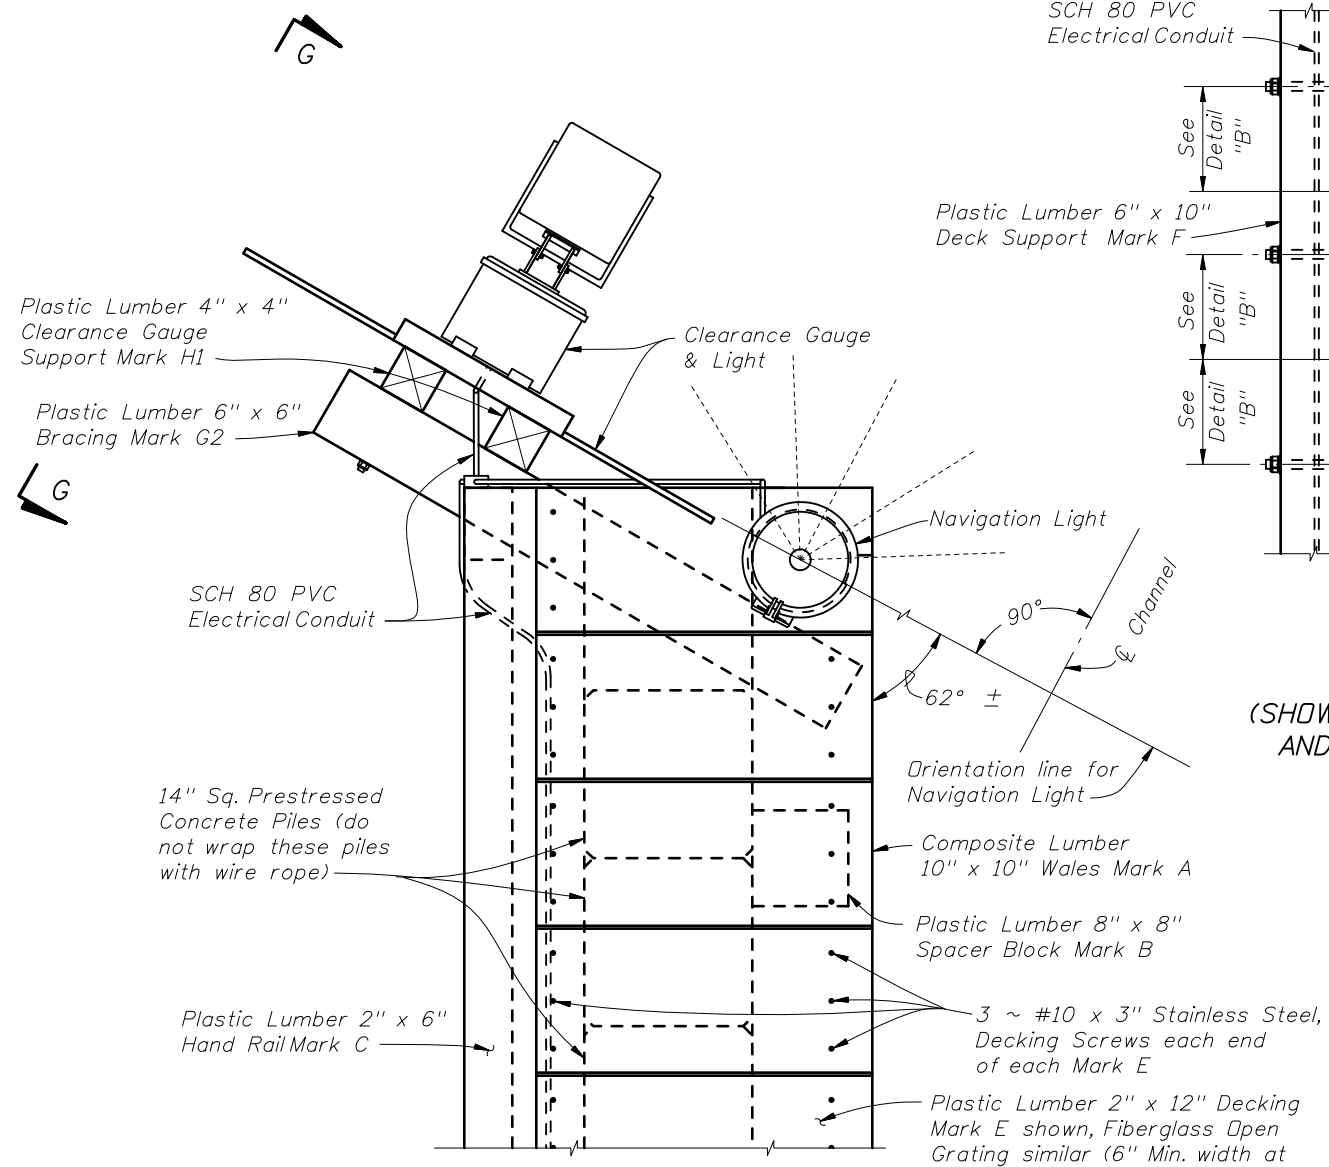 G
SCH 80 PVC
Electrical Conduit
See
Detail
"B"
Plastic Lumber 6" x 10"
Deck Support Mark F
See
Detail
"B"
See
Detail
"B"
Plastic Lumber 4" x 4"
Clearance Gauge
Support Mark H1
Clearance Gauge
& Light
Plastic Lumber 6" x 6"
Bracing Mark G2
G
Navigation Light
SCH 80 PVC
Electrical Conduit
90°
℄ Channel
62° ±
(SHOW
AND
Orientation line for
Navigation Light
14" Sq. Prestressed
Concrete Piles (do
not wrap these piles
with wire rope)
Composite Lumber
10" x 10" Wales Mark A
Plastic Lumber 8" x 8"
Spacer Block Mark B
Plastic Lumber 2" x 6"
Hand Rail Mark C
3 ~ #10 x 3" Stainless Steel,
Decking Screws each end
of each Mark E
Plastic Lumber 2" x 12" Decking
Mark E shown, Fiberglass Open
Grating similar (6" Min. width at